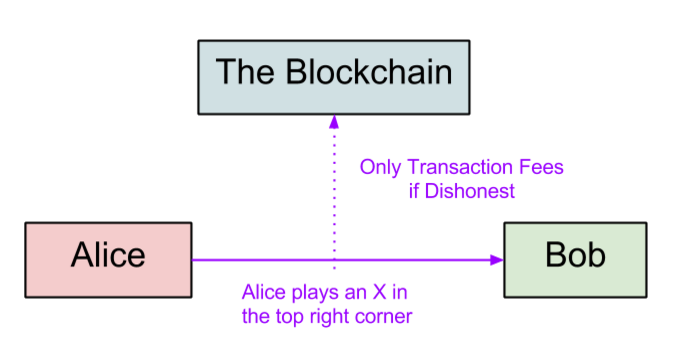 The Blockchain
Only Transaction Fees
if Dishonest
Alice
Bob
Alice plays an X in
the top right corner